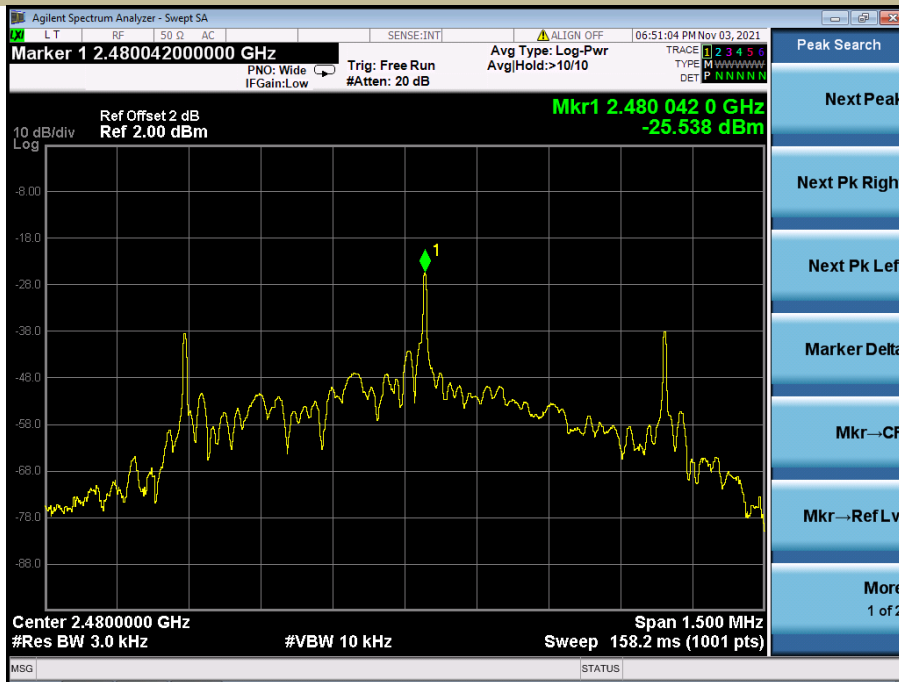 Agilent Spectrum Analyzer - Swept SA
LXI L T RF 50 Ω AC SENSE:INT ALIGN OFF 06:51:04 PM Nov 03, 2021
Marker 1 2.480042000000 GHz
PNO: Wide
IFGain:Low
Trig: Free Run
#Atten: 20 dB
Avg Type: Log-Pwr
Avg|Hold:>10/10
TRACE 1 2 3 4 5 6
TYPE M WWWWW
DET P N N N N N
Mkr1 2.480 042 0 GHz
-25.538 dBm
Ref Offset 2 dB
10 dB/div Ref 2.00 dBm
Log
1
-8.00
-18.0
-28.0
-38.0
-48.0
-58.0
-68.0
-78.0
-88.0
Center 2.4800000 GHz Span 1.500 MHz
#Res BW 3.0 kHz #VBW 10 kHz Sweep 158.2 ms (1001 pts)
MSG STATUS
Peak Search
Next Peak
Next Pk Righ
Next Pk Lef
Marker Delta
Mkr→CF
Mkr→Ref Lv
More
1 of 2